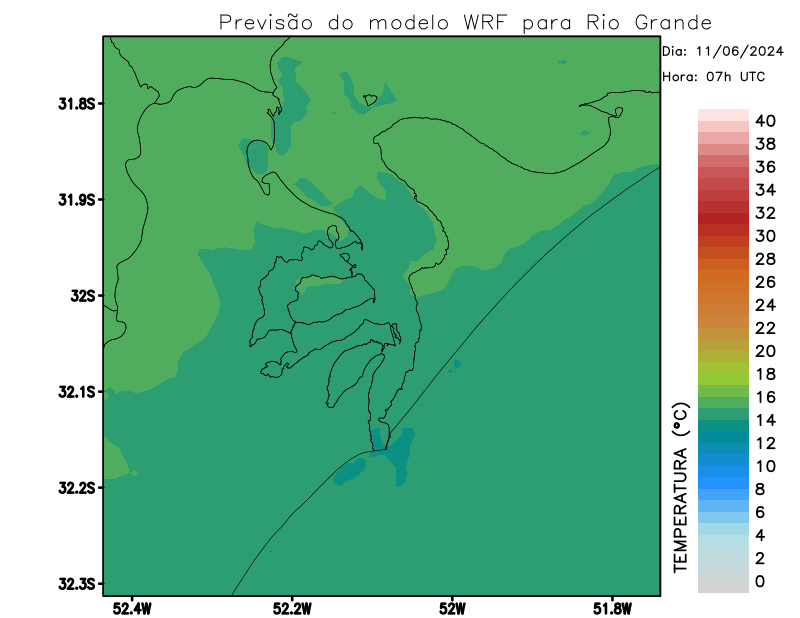 Previsão do modelo WRF para Rio Grande
Dia: 11/06/2024
Hora: 07h UTC
31.8S
31.9S
32S
32.1S
32.2S
32.3S
52.4W
52.2W
52W
51.8W
TEMPERATURA (°C)
40
38
36
34
32
30
28
26
24
22
20
18
16
14
12
10
8
6
4
2
0